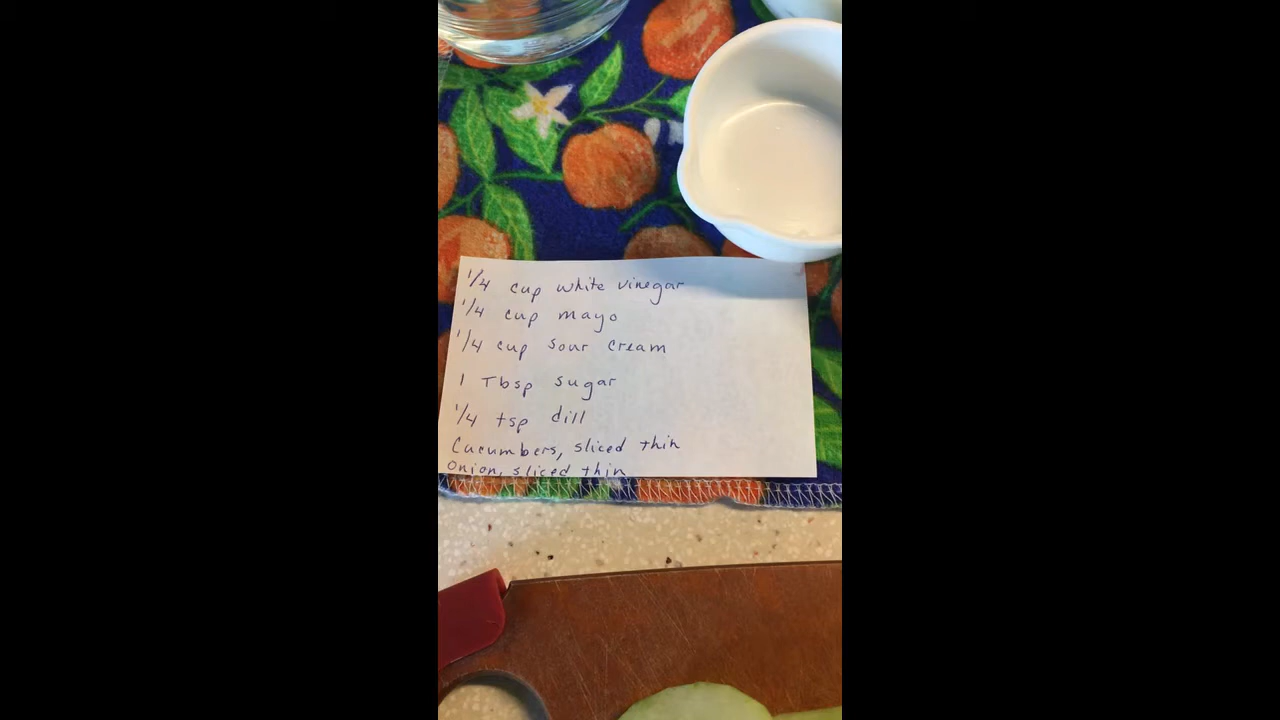 1/4 cup white vinegar
1/4 cup mayo
1/4 cup sour cream
1 Tbsp sugar
1/4 tsp dill
Cucumbers, sliced thin
Onion, sliced thin